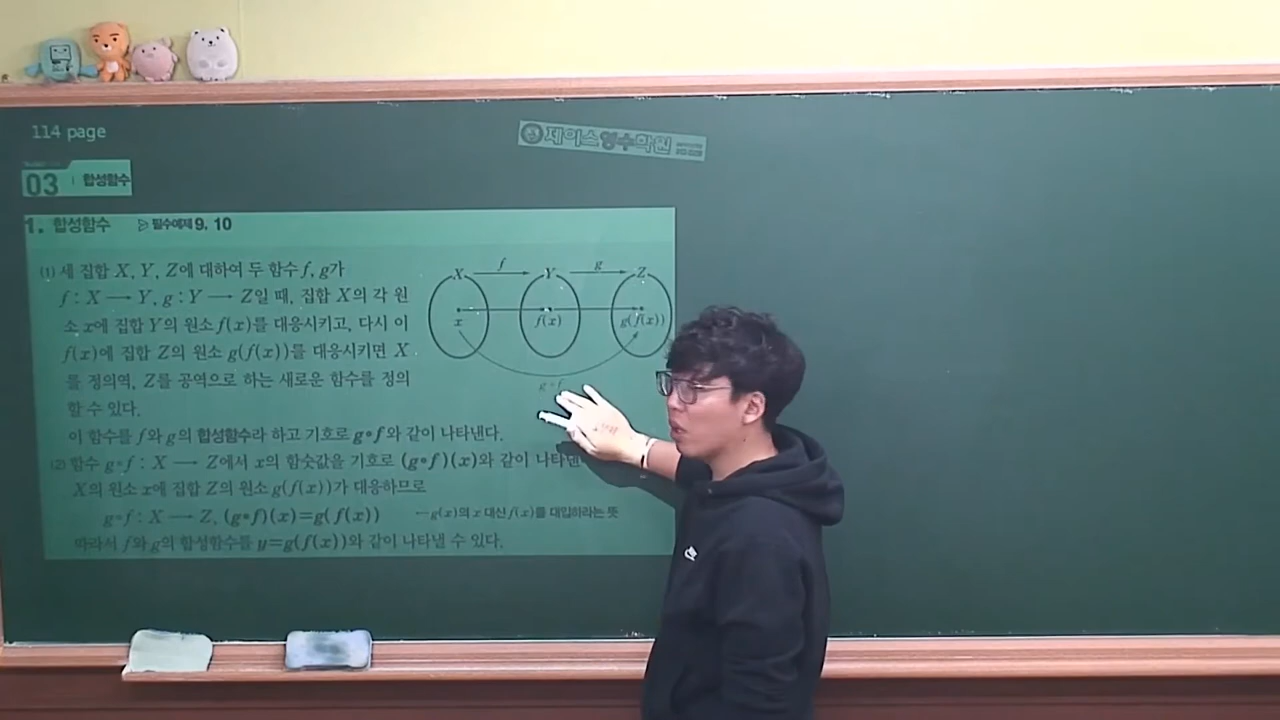 114 page
제이스영수학원
03 합성함수
1. 합성함수 ▷ 필수예제 9, 10
(1) 세 집합 X, Y, Z에 대하여 두 함수 f, g가
f : X ⟶ Y, g : Y ⟶ Z일 때, 집합 X의 각 원
소 x에 집합 Y의 원소 f(x)를 대응시키고, 다시 이
f(x)에 집합 Z의 원소 g(f(x))를 대응시키면 X
를 정의역, Z를 공역으로 하는 새로운 함수를 정의
할 수 있다.
X f Y g Z
x f(x) g(f(x))
g∘f
이 함수를 f와 g의 합성함수라 하고 기호로 g∘f와 같이 나타낸다.
(2) 함수 g∘f : X ⟶ Z에서 x의 함숫값을 기호로 (g∘f)(x)와 같이 나타낸
X의 원소 x에 집합 Z의 원소 g(f(x))가 대응하므로
g∘f : X ⟶ Z, (g∘f)(x)=g(f(x)) ←g(x)의 x 대신 f(x)를 대입하라는 뜻
따라서 f와 g의 합성함수를 y=g(f(x))와 같이 나타낼 수 있다.